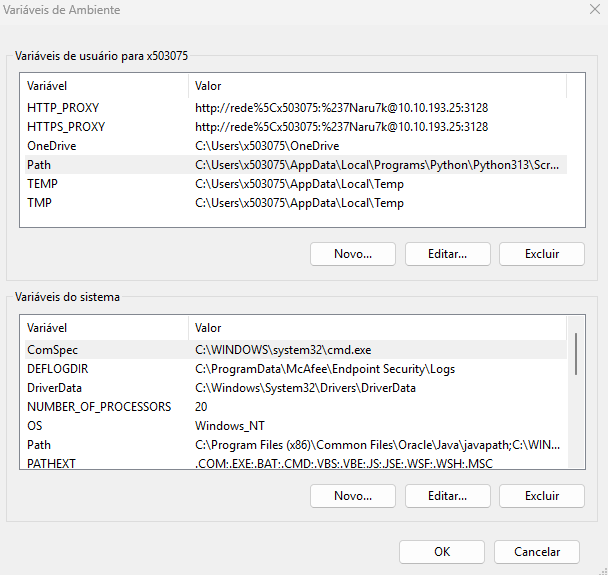 Variáveis de Ambiente
Variáveis de usuário para x503075
Variável Valor
HTTP_PROXY http://rede%5Cx503075:%237Naru7k@10.10.193.25:3128
HTTPS_PROXY http://rede%5Cx503075:%237Naru7k@10.10.193.25:3128
OneDrive C:\Users\x503075\OneDrive
Path C:\Users\x503075\AppData\Local\Programs\Python\Python313\Scr...
TEMP C:\Users\x503075\AppData\Local\Temp
TMP C:\Users\x503075\AppData\Local\Temp
Novo... Editar... Excluir
Variáveis do sistema
Variável Valor
ComSpec C:\WINDOWS\system32\cmd.exe
DEFLOGDIR C:\ProgramData\McAfee\Endpoint Security\Logs
DriverData C:\Windows\System32\Drivers\DriverData
NUMBER_OF_PROCESSORS 20
OS Windows_NT
Path C:\Program Files (x86)\Common Files\Oracle\Java\javapath;C:\WIN...
PATHEXT .COM;.EXE;.BAT;.CMD;.VBS;.VBE;.JS;.JSE;.WSF;.WSH;.MSC
Novo... Editar... Excluir
OK Cancelar